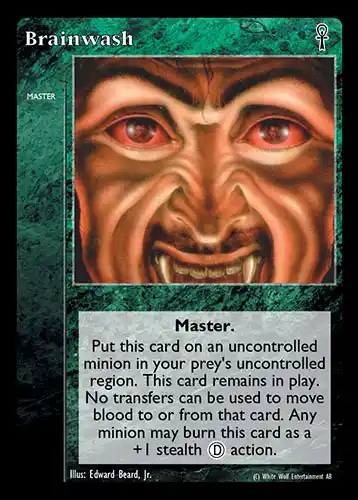 Brainwash
MASTER
Master.
Put this card on an uncontrolled
minion in your prey's uncontrolled
region. This card remains in play.
No transfers can be used to move
blood to or from that card. Any
minion may burn this card as a
+1 stealth Ⓓ action.
Illus: Edward Beard, Jr.
(C) White Wolf Entertainment AB